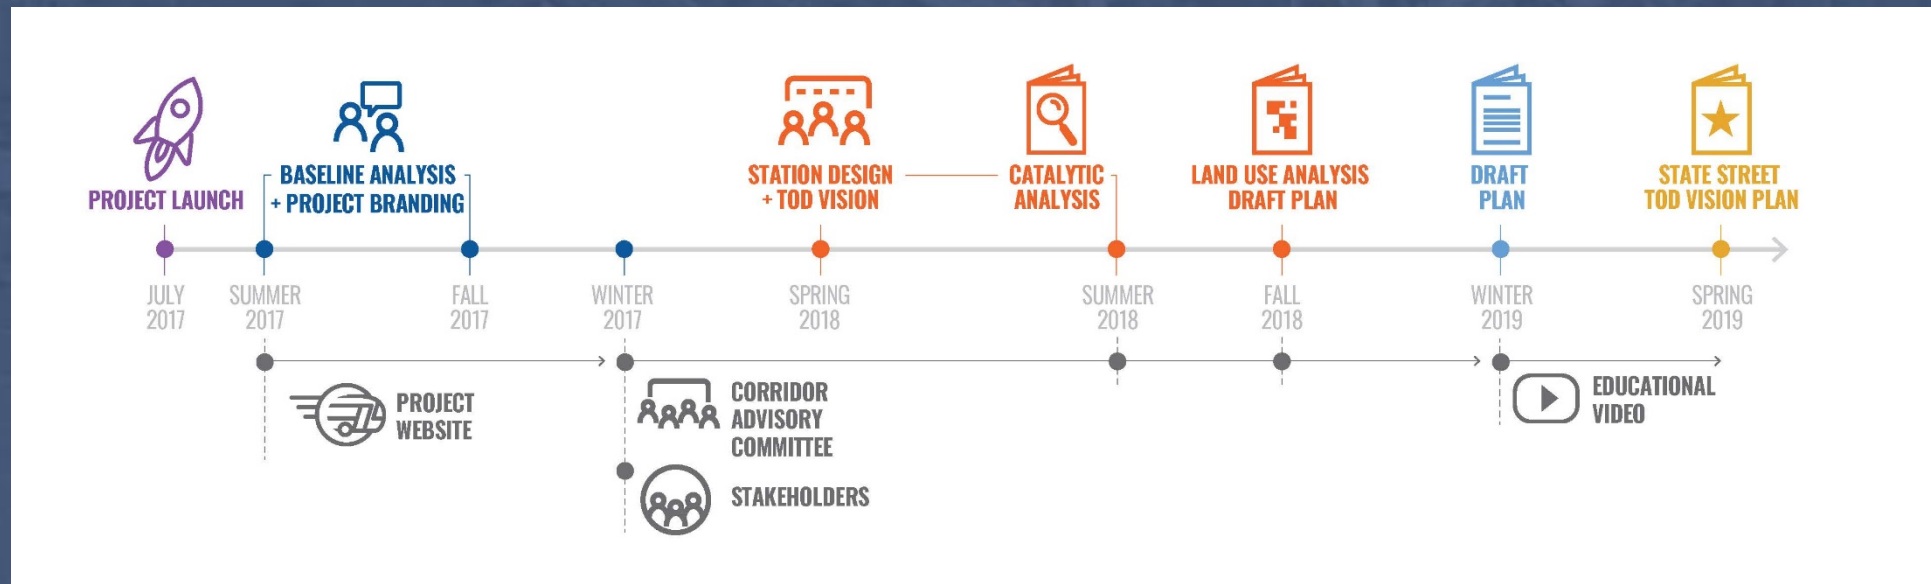 PROJECT LAUNCH
BASELINE ANALYSIS
+ PROJECT BRANDING
STATION DESIGN
+ TOD VISION
CATALYTIC
ANALYSIS
LAND USE ANALYSIS
DRAFT PLAN
DRAFT
PLAN
STATE STREET
TOD VISION PLAN
JULY
2017
SUMMER
2017
FALL
2017
WINTER
2017
SPRING
2018
SUMMER
2018
FALL
2018
WINTER
2019
SPRING
2019
PROJECT
WEBSITE
CORRIDOR
ADVISORY
COMMITTEE
STAKEHOLDERS
EDUCATIONAL
VIDEO